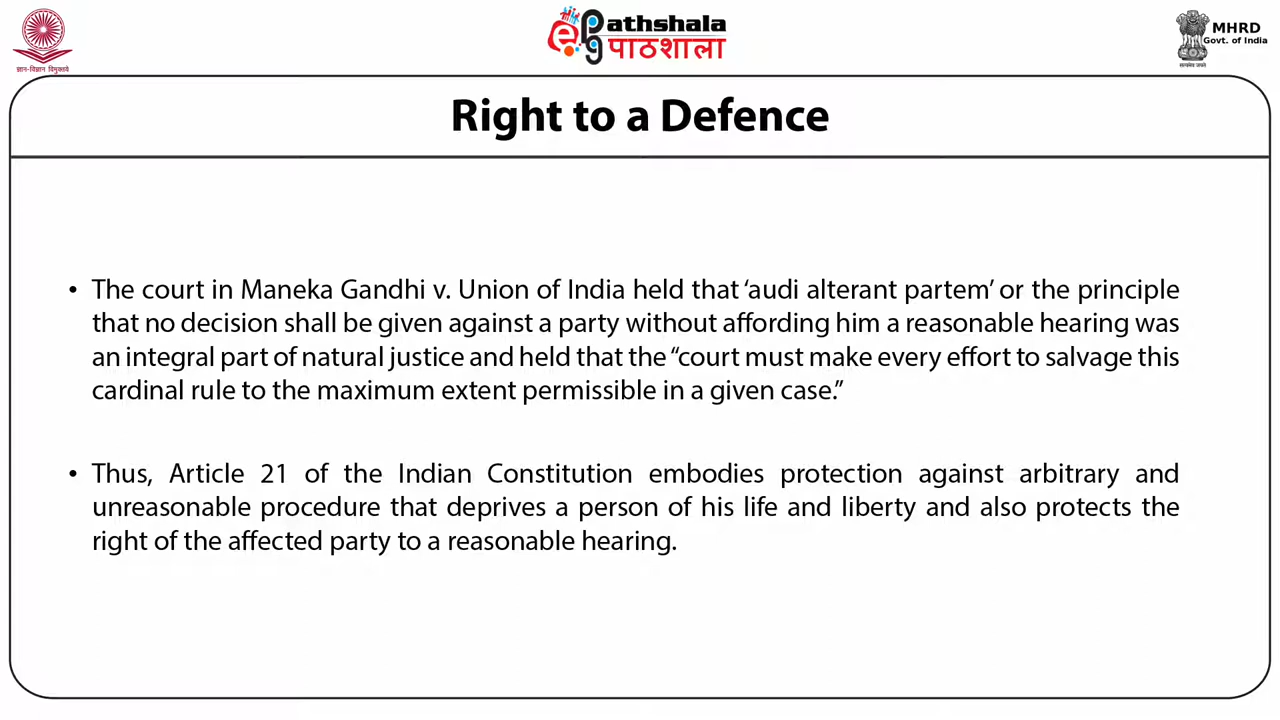 ज्ञान-विज्ञान विमुक्तये
ePathshala
पाठशाला
MHRD
Govt. of India
सत्यमेव जयते
Right to a Defence
• The court in Maneka Gandhi v. Union of India held that ‘audi alterant partem’ or the principle
that no decision shall be given against a party without affording him a reasonable hearing was
an integral part of natural justice and held that the “court must make every effort to salvage this
cardinal rule to the maximum extent permissible in a given case.”
• Thus, Article 21 of the Indian Constitution embodies protection against arbitrary and
unreasonable procedure that deprives a person of his life and liberty and also protects the
right of the affected party to a reasonable hearing.